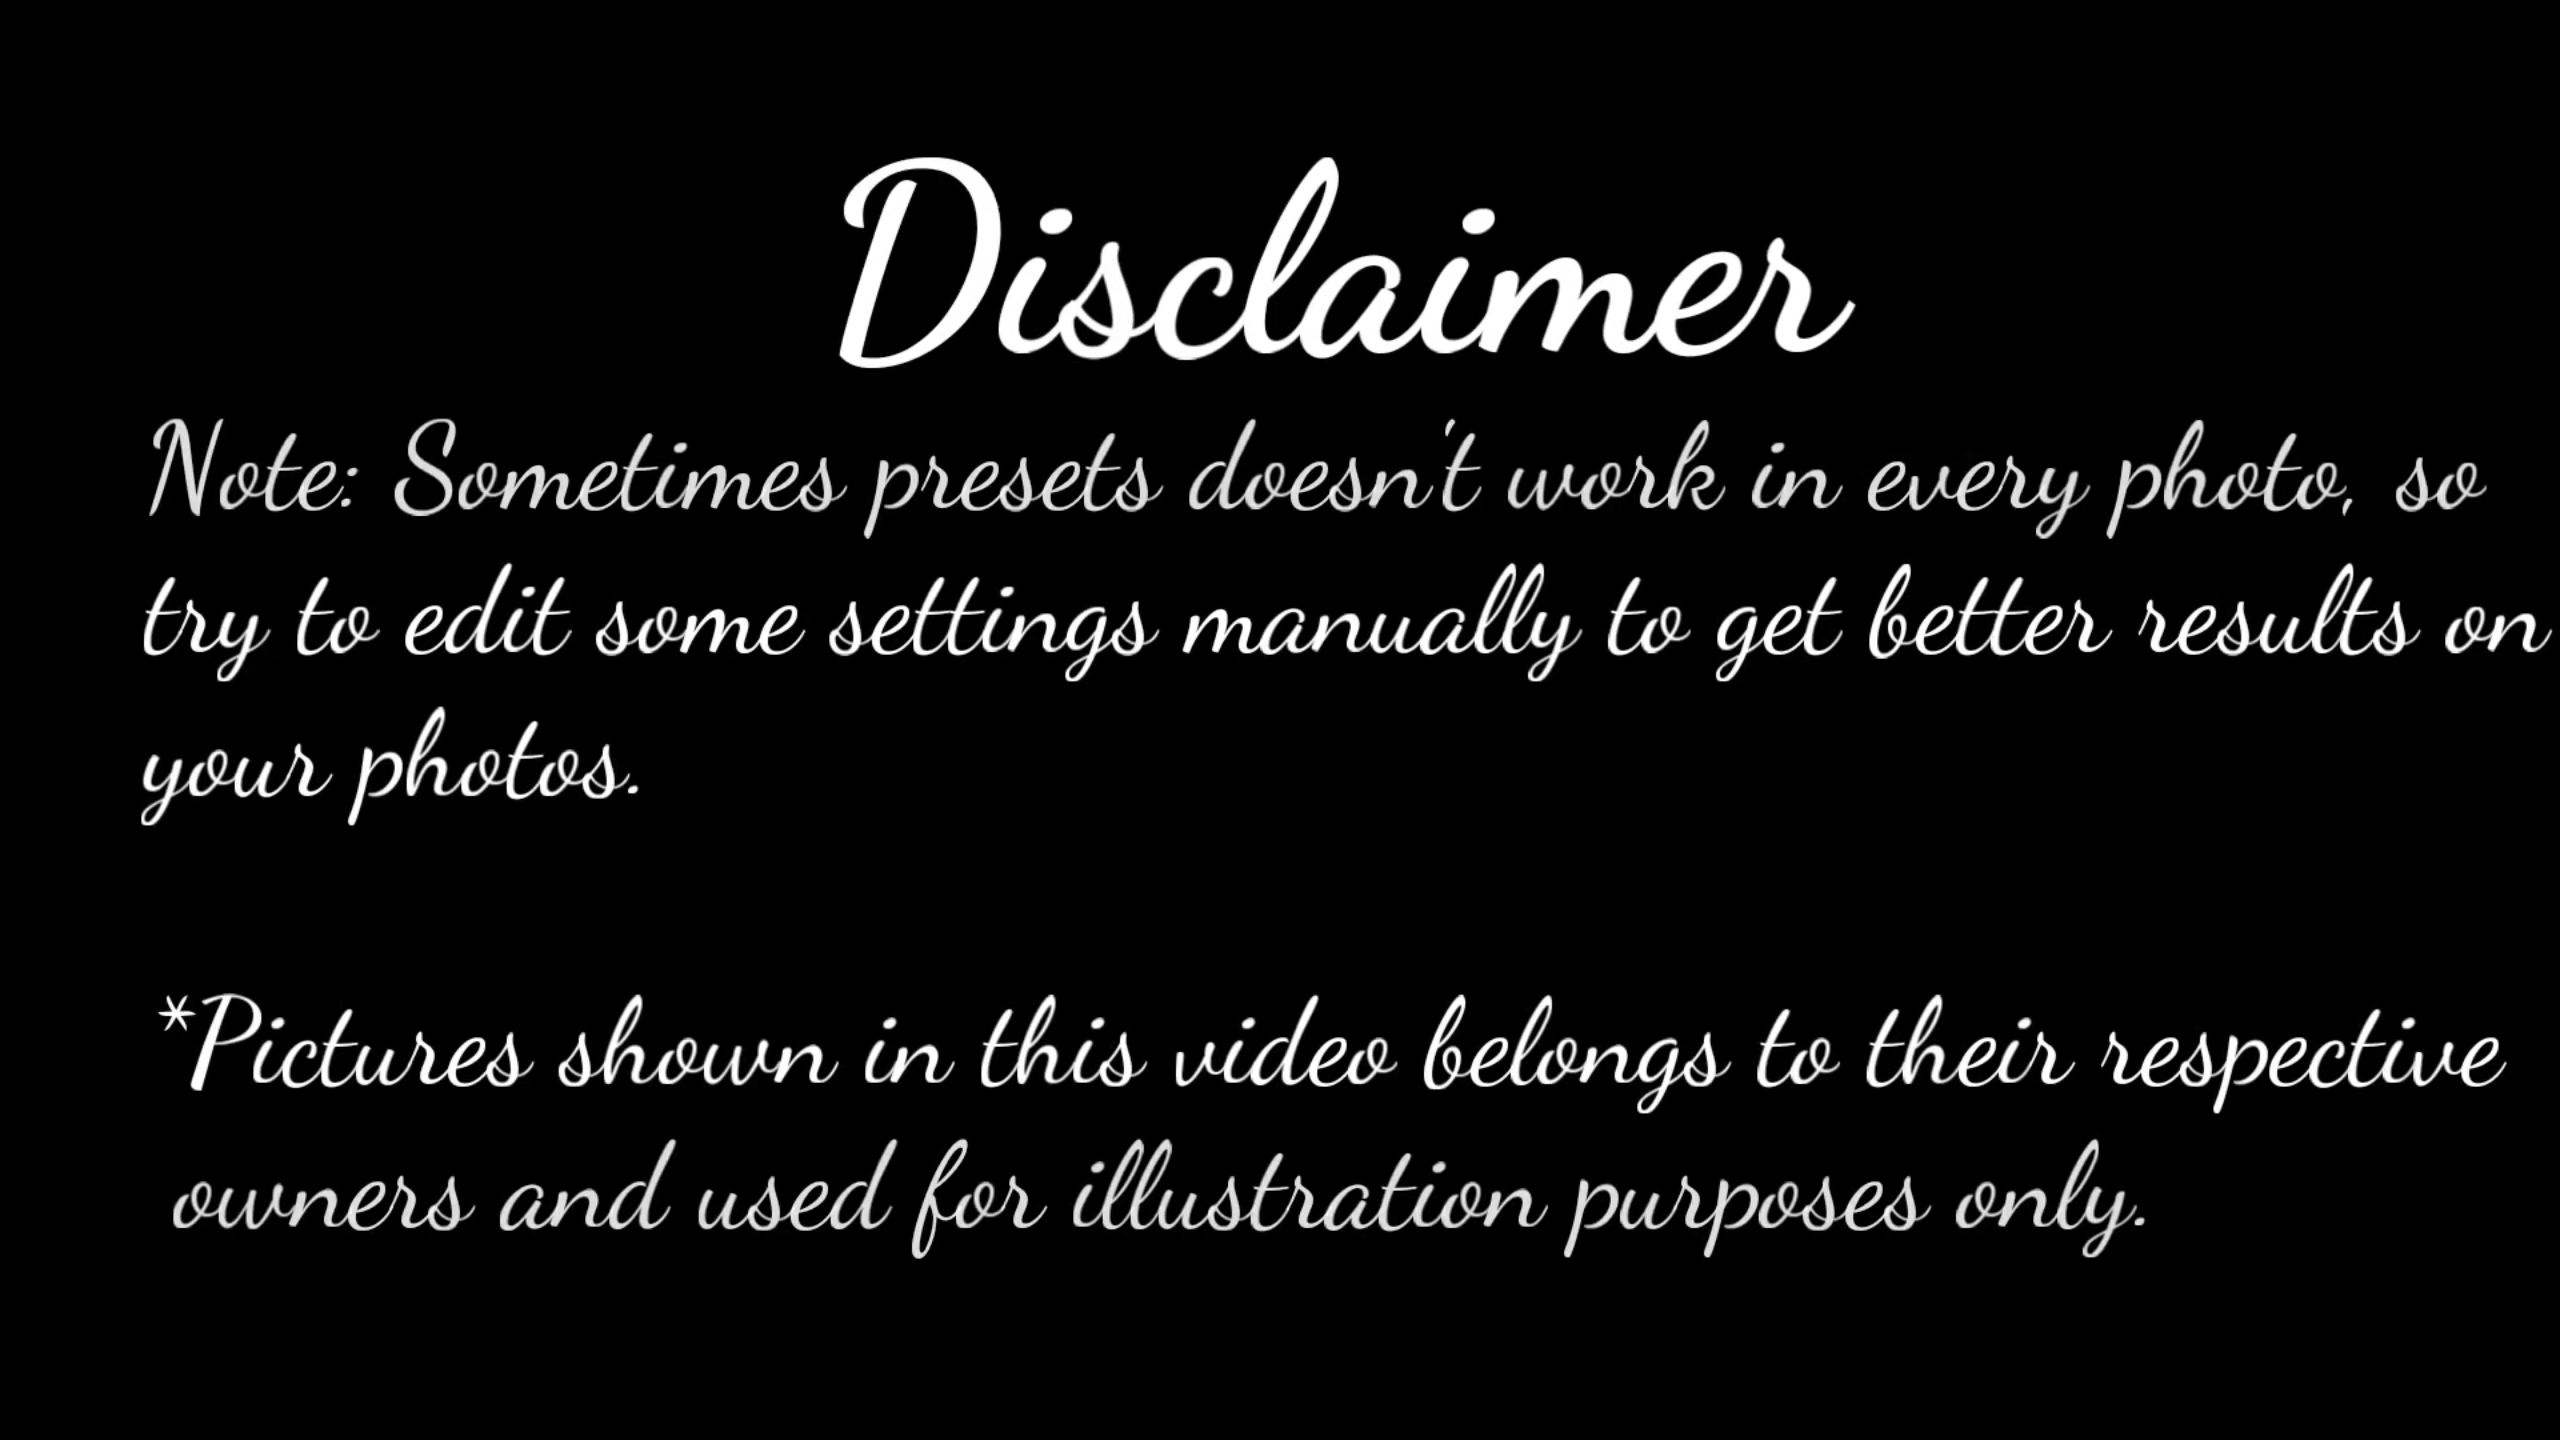 Disclaimer
Note: Sometimes presets doesn't work in every photo, so
try to edit some settings manually to get better results on
your photos.
*Pictures shown in this video belongs to their respective
owners and used for illustration purposes only.